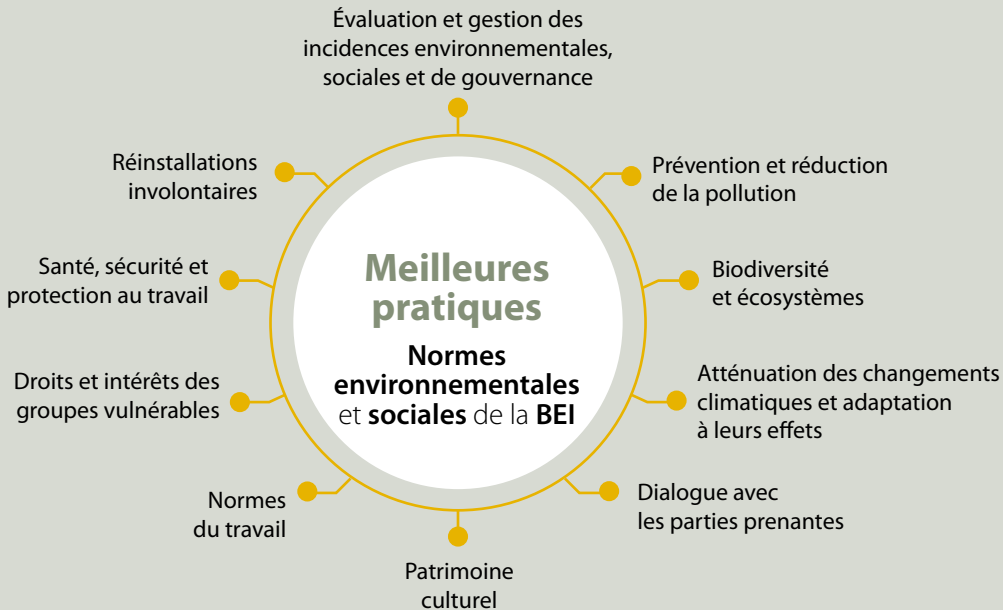 Évaluation et gestion des
incidences environnementales,
sociales et de gouvernance
Prévention et réduction
de la pollution
Biodiversité
et écosystèmes
Atténuation des changements
climatiques et adaptation
à leurs effets
Dialogue avec
les parties prenantes
Patrimoine
culturel
Normes
du travail
Droits et intérêts des
groupes vulnérables
Santé, sécurité et
protection au travail
Réinstallations
involontaires
Meilleures
pratiques
Normes
environnementales
et sociales de la BEI